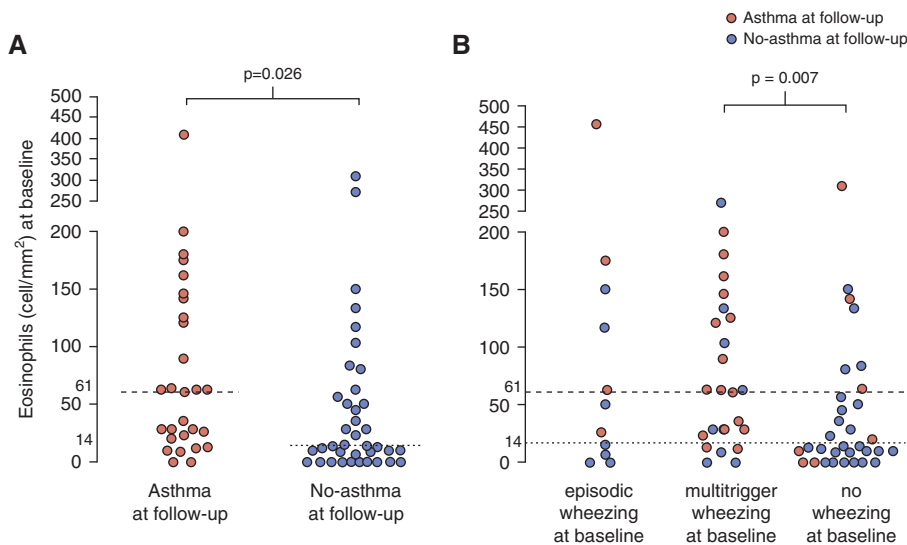 Asthma at follow-up
No-asthma at follow-up
A
p=0.026
Eosinophils (cell/mm²) at baseline
500
450
400
350
300
250
200
150
100
61
50
14
0
Asthma
at follow-up
No-asthma
at follow-up
B
p = 0.007
500
450
400
350
300
250
200
150
100
61
50
14
0
episodic
wheezing
at baseline
multitrigger
wheezing
at baseline
no
wheezing
at baseline